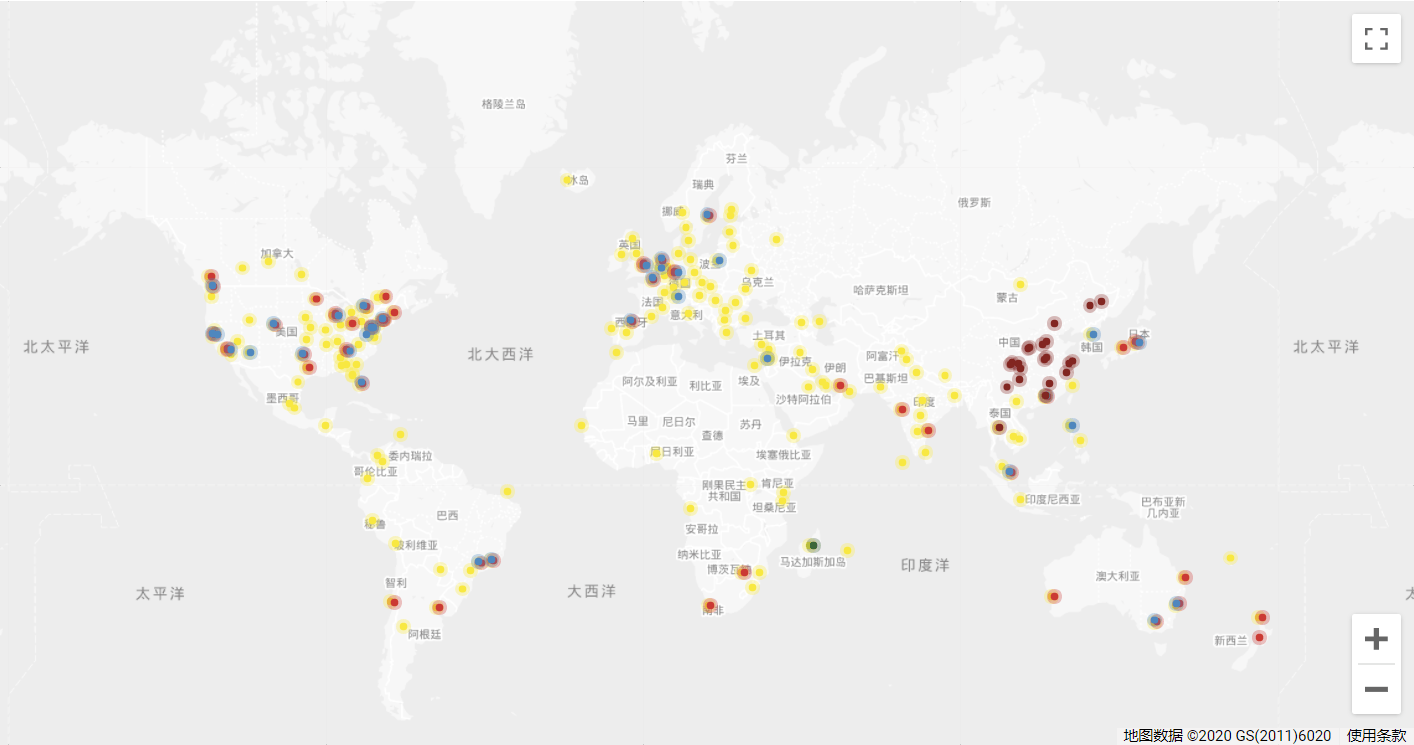 格陵兰岛
芬兰
冰岛
瑞典
俄罗斯
挪威
英国
加拿大
波兰
德国
乌克兰
哈萨克斯坦
蒙古
法国
意大利
西班牙
美国
土耳其
日本
中国
韩国
北太平洋
北大西洋
北太平洋
伊拉克
伊朗
阿富汗
巴基斯坦
阿尔及利亚
利比亚
埃及
沙特阿拉伯
印度
墨西哥
泰国
马里
尼日尔
苏丹
乍得
委内瑞拉
尼日利亚
埃塞俄比亚
哥伦比亚
刚果民主
共和国
肯尼亚
印度尼西亚
巴布亚新
几内亚
坦桑尼亚
巴西
秘鲁
安哥拉
玻利维亚
纳米比亚
马达加斯加岛
印度洋
博茨瓦纳
澳大利亚
智利
太平洋
大西洋
南非
阿根廷
新西兰
地图数据 ©2020 GS(2011)6020 使用条款